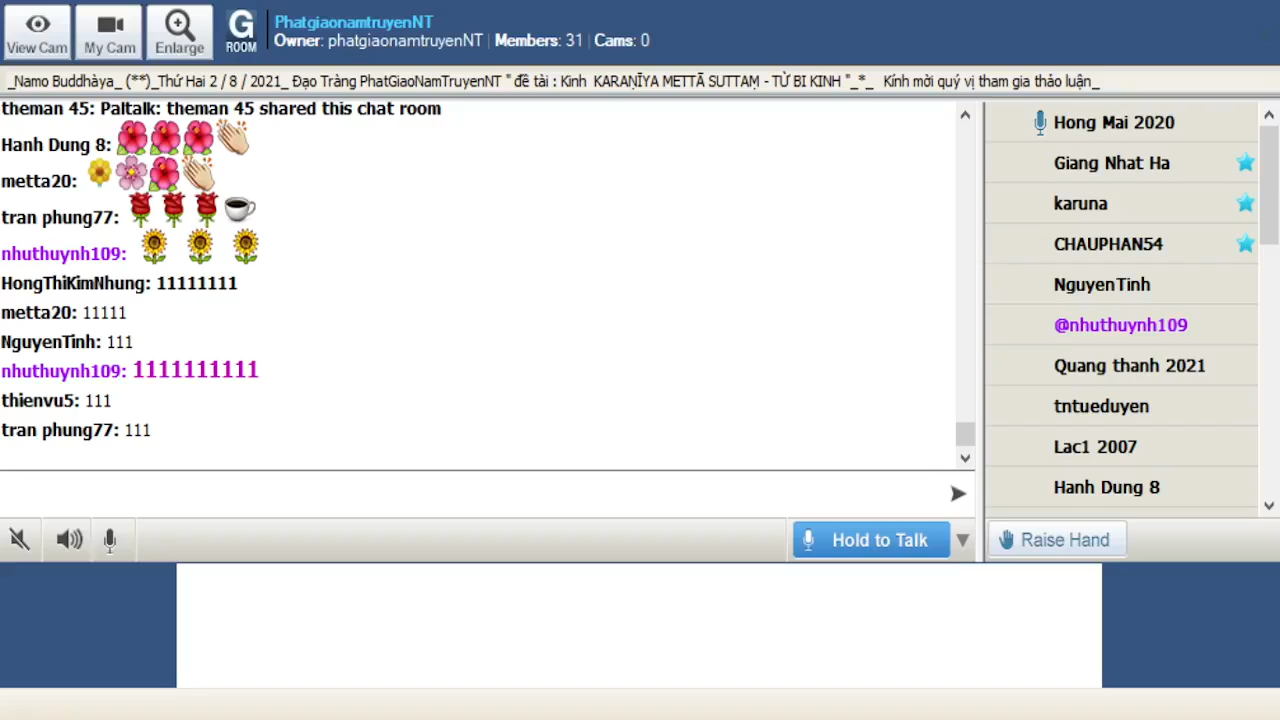 View Cam
My Cam
Enlarge
G
ROOM
PhatgiaonamtruyenNT
Owner: phatgiaonamtruyenNT | Members: 31 | Cams: 0
_Namo Buddhàya_ (**)_Thứ Hai 2 / 8 / 2021_ Đạo Tràng PhatGiaoNamTruyenNT " đề tài : Kinh KARAṆĪYA METTĀ SUTTAṂ - TỪ BI KINH "_*_ Kính mời quý vị tham gia thảo luận_
theman 45: Paltalk: theman 45 shared this chat room
Hanh Dung 8:
metta20:
tran phung77:
nhuthuynh109:
HongThiKimNhung: 11111111
metta20: 11111
NguyenTinh: 111
nhuthuynh109: 1111111111
thienvu5: 111
tran phung77: 111
Hong Mai 2020
Giang Nhat Ha
karuna
CHAUPHAN54
NguyenTinh
@nhuthuynh109
Quang thanh 2021
tntueduyen
Lac1 2007
Hanh Dung 8
Hold to Talk
Raise Hand